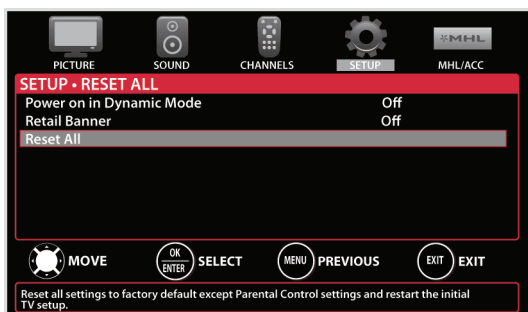 PICTURE SOUND CHANNELS SETUP MHL MHL/ACC
SETUP • RESET ALL
Power on in Dynamic Mode Off
Retail Banner Off
Reset All
MOVE OK ENTER SELECT MENU PREVIOUS EXIT EXIT
Reset all settings to factory default except Parental Control settings and restart the initial
TV setup.